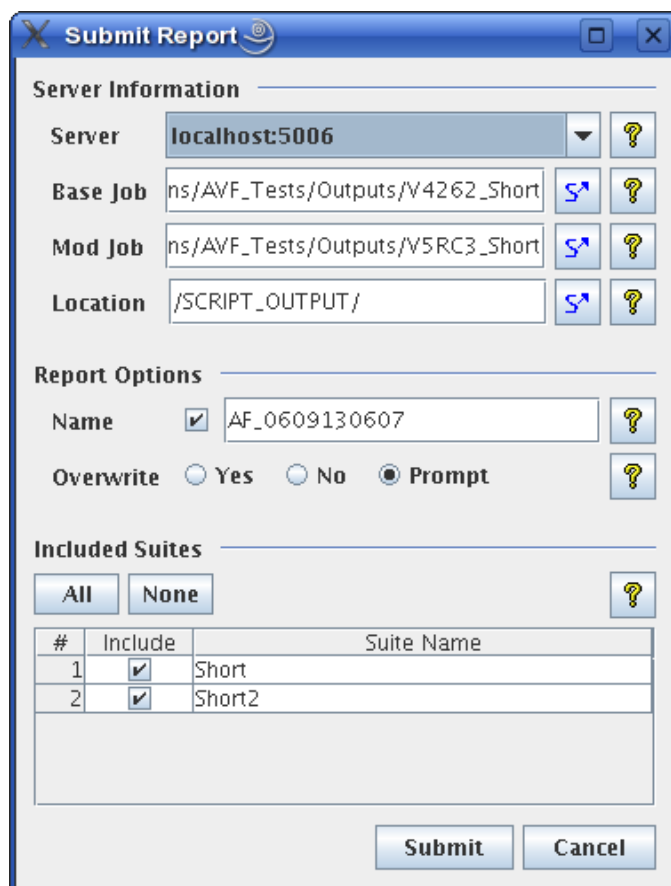 Submit Report
Server Information
Server localhost:5006 ?
Base Job ns/AVF_Tests/Outputs/V4262_Short S ?
Mod Job ns/AVF_Tests/Outputs/V5RC3_Short S ?
Location /SCRIPT_OUTPUT/ S ?
Report Options
Name AF_0609130607 ?
Overwrite Yes No Prompt ?
Included Suites
All None ?
# Include Suite Name
1 Short
2 Short2
Submit Cancel